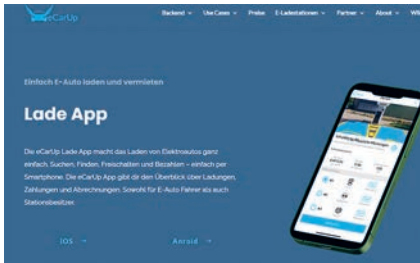 eCarUp
Backend Use Cases Preise E-Ladestationen Partner About
Einfach E-Auto laden und vermieten
Lade App
Die eCarUp Lade App macht das Laden von Elektroautos ganz
einfach. Suchen, Finden, Freischalten und Bezahlen – einfach per
Smartphone. Die eCarUp App gibt dir den Überblick über Ladungen,
Zahlungen und Abrechnungen. Sowohl für E-Auto Fahrer als auch
Stationsbesitzer.
IOS Anroid